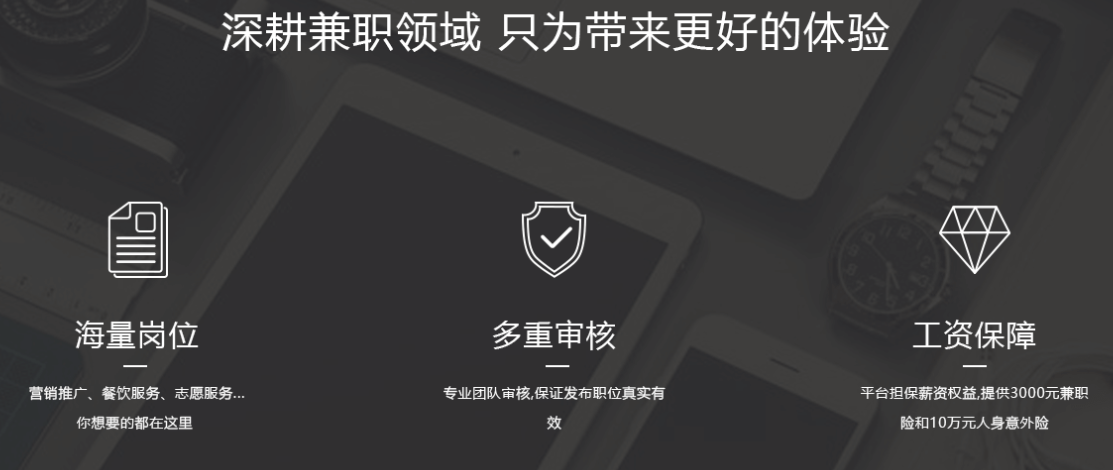 深耕兼职领域 只为带来更好的体验
海量岗位
营销推广、餐饮服务、志愿服务...
你想要的都在这里
多重审核
专业团队审核,保证发布职位真实有
效
工资保障
平台担保薪资权益,提供3000元兼职
险和10万元人身意外险